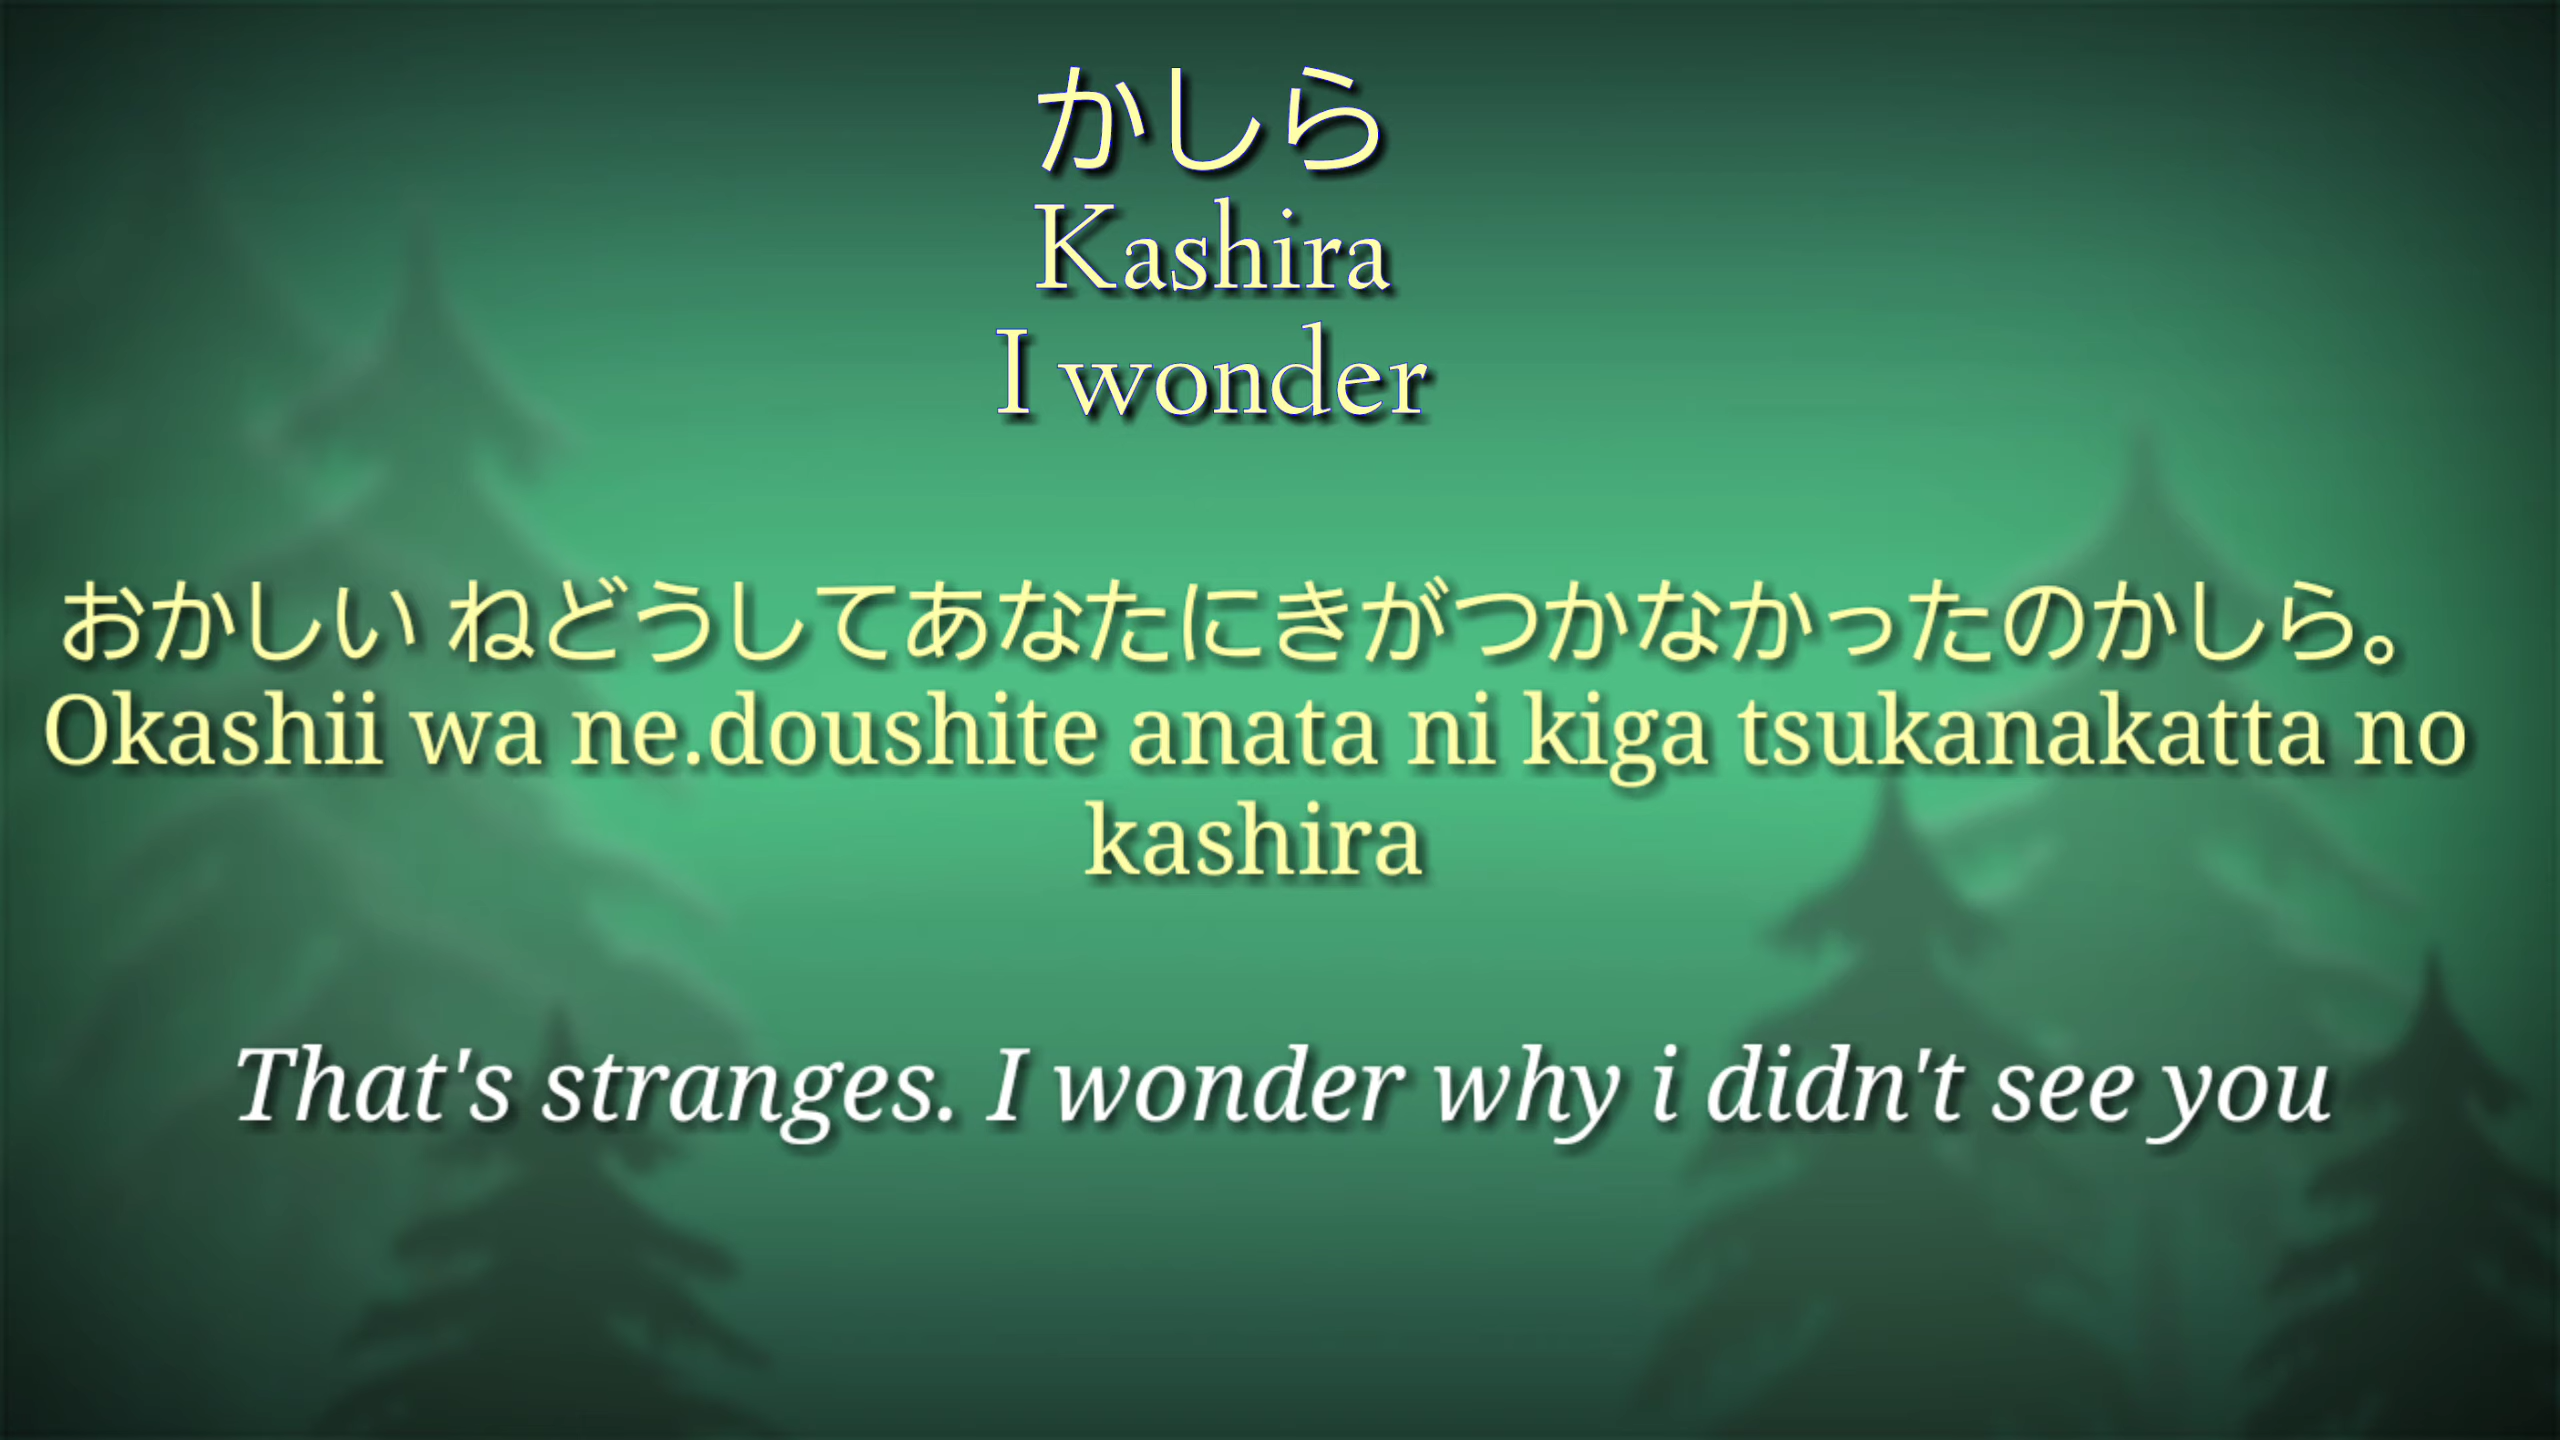 かしら
Kashira
I wonder
おかしい ねどうしてあなたにきがつかなかったのかしら。
Okashii wa ne.doushite anata ni kiga tsukanakatta no
kashira
That's stranges. I wonder why i didn't see you